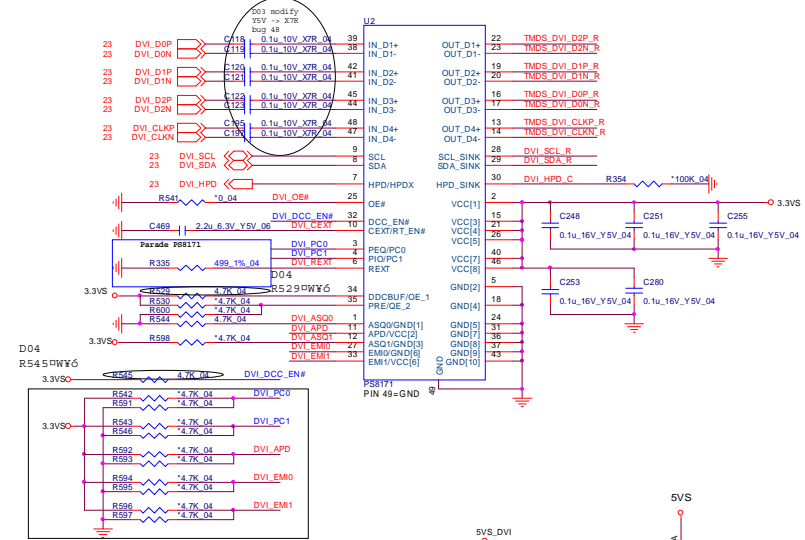 D03 modify
Y5V -> X7R
bug 48
U2
23 DVI_D0P C118 0.1u_10V_X7R_04 39 IN_D1+ OUT_D1+ 22 TMDS_DVI_D2P_R
23 DVI_D0N C119 0.1u_10V_X7R_04 38 IN_D1- OUT_D1- 23 TMDS_DVI_D2N_R
23 DVI_D1P C120 0.1u_10V_X7R_04 42 IN_D2+ OUT_D2+ 19 TMDS_DVI_D1P_R
23 DVI_D1N C121 0.1u_10V_X7R_04 41 IN_D2- OUT_D2- 20 TMDS_DVI_D1N_R
23 DVI_D2P C122 0.1u_10V_X7R_04 45 IN_D3+ OUT_D3+ 16 TMDS_DVI_D0P_R
23 DVI_D2N C123 0.1u_10V_X7R_04 44 IN_D3- OUT_D3- 17 TMDS_DVI_D0N_R
23 DVI_CLKP 0.1u_10V_X7R_04 48 IN_D4+ OUT_D4+ 13 TMDS_DVI_CLKP_R
23 DVI_CLKN 0.1u_10V_X7R_04 47 IN_D4- OUT_D4- 14 TMDS_DVI_CLKN_R
23 DVI_SCL 9 SCL SCL_SINK 28 DVI_SCL_R
23 DVI_SDA 8 SDA SDA_SINK 29 DVI_SDA_R
23 DVI_HPD 7 HPD/HPDX HPD_SINK 30 DVI_HPD_C R354 *100K_04
R541 *0_04 DVI_OE# 25 OE# VCC[1] 2 3.3VS
DVI_DCC_EN# 32 DCC_EN# VCC[3] 15
C469 2.2u_6.3V_Y5V_06 DVI_CEXT 10 CEXT/RT_EN# VCC[4] 21
VCC[5] 26
C248 0.1u_16V_Y5V_04
C251 0.1u_16V_Y5V_04
C255 0.1u_16V_Y5V_04
Parade PS8171
DVI_PC0 3 PEQ/PC0
DVI_PC1 4 PIO/PC1 VCC[7] 40
R335 499_1%_04 DVI_REXT 6 REXT VCC[8] 46
D04
R529¤W¥ó
C253 0.1u_16V_Y5V_04
C280 0.1u_16V_Y5V_04
3.3VS R529 4.7K_04 34 DDCBUF/OE_1 GND[2] 5
R530 *4.7K_04 35 PRE/QE_2 GND[4] 18
R600 *4.7K_04
R544 4.7K_04 DVI_ASQ0 1 ASQ0/GND[1] GND[5] 24
DVI_APD 11 APD/VCC[2] GND[7] 31
3.3VS R598 *4.7K_04 DVI_ASQ1 12 ASQ1/GND[3] GND[8] 36
DVI_EMI0 27 EMI0/GND[6] GND[9] 37
DVI_EMI1 33 EMI1/VCC[6] GND[10] 43
GND
49
PS8171
PIN 49=GND
D04
R545¤W¥ó
3.3VS R545 4.7K_04 DVI_DCC_EN#
R542 *4.7K_04 DVI_PC0
R591 *4.7K_04
3.3VS R543 *4.7K_04 DVI_PC1
R546 *4.7K_04
R592 *4.7K_04 DVI_APD
R593 *4.7K_04
R594 *4.7K_04 DVI_EMI0
R595 *4.7K_04
R596 *4.7K_04 DVI_EMI1
R597 *4.7K_04
5VS
5VS_DVI